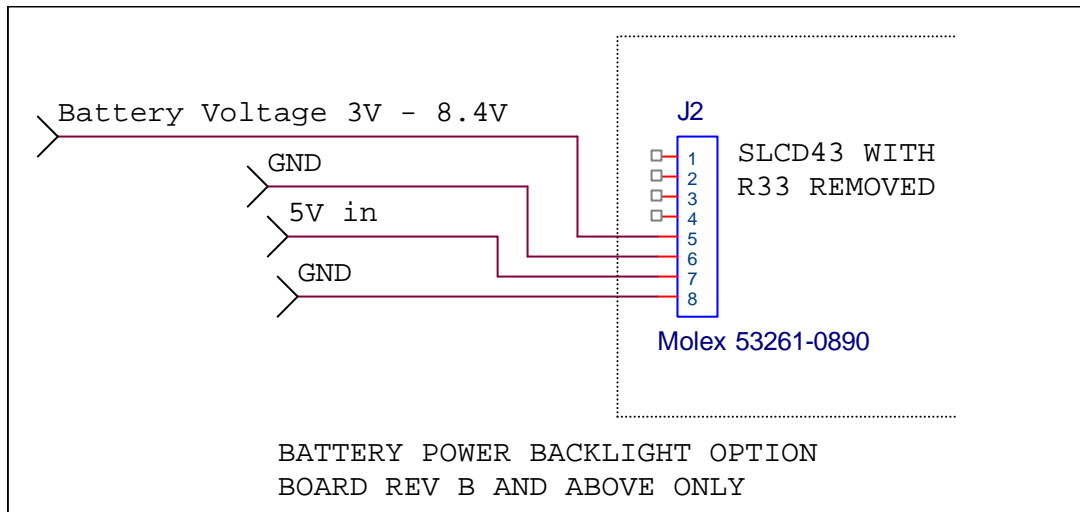 Battery Voltage 3V - 8.4V
GND
5V in
GND
J2
1
2
3
4
5
6
7
8
SLCD43 WITH
R33 REMOVED
Molex 53261-0890
BATTERY POWER BACKLIGHT OPTION
BOARD REV B AND ABOVE ONLY